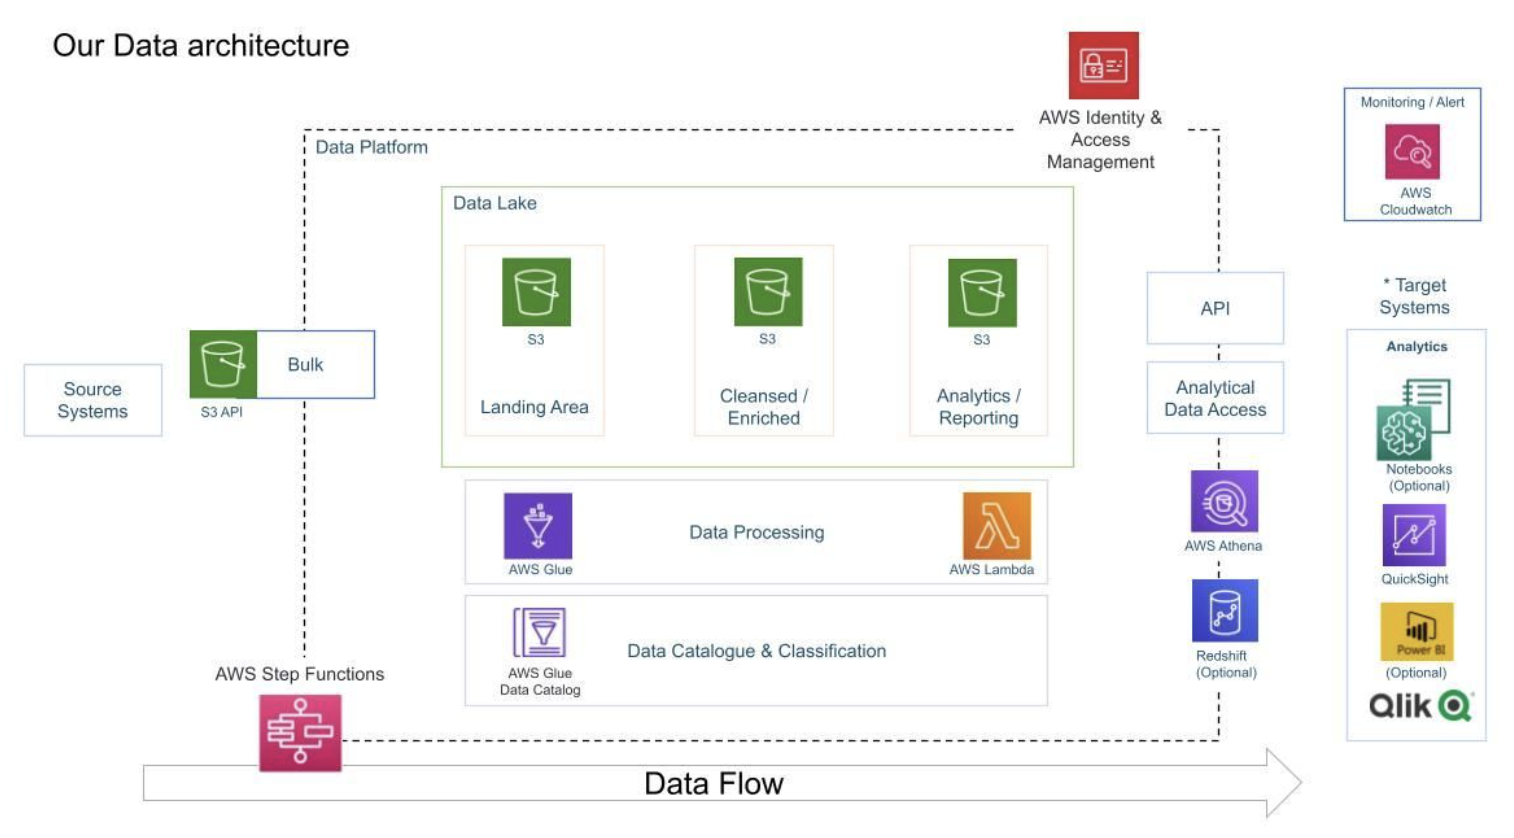 Our Data architecture
AWS Identity &
Access
Management
Monitoring / Alert
AWS
Cloudwatch
Data Platform
Data Lake
S3
Landing Area
S3
Cleansed /
Enriched
S3
Analytics /
Reporting
Source
Systems
Bulk
S3 API
API
Analytical
Data Access
AWS Glue
Data Processing
AWS Lambda
AWS Glue
Data Catalog
Data Catalogue & Classification
AWS Athena
Redshift
(Optional)
* Target
Systems
Analytics
Notebooks
(Optional)
QuickSight
Power BI
(Optional)
Qlik
AWS Step Functions
Data Flow